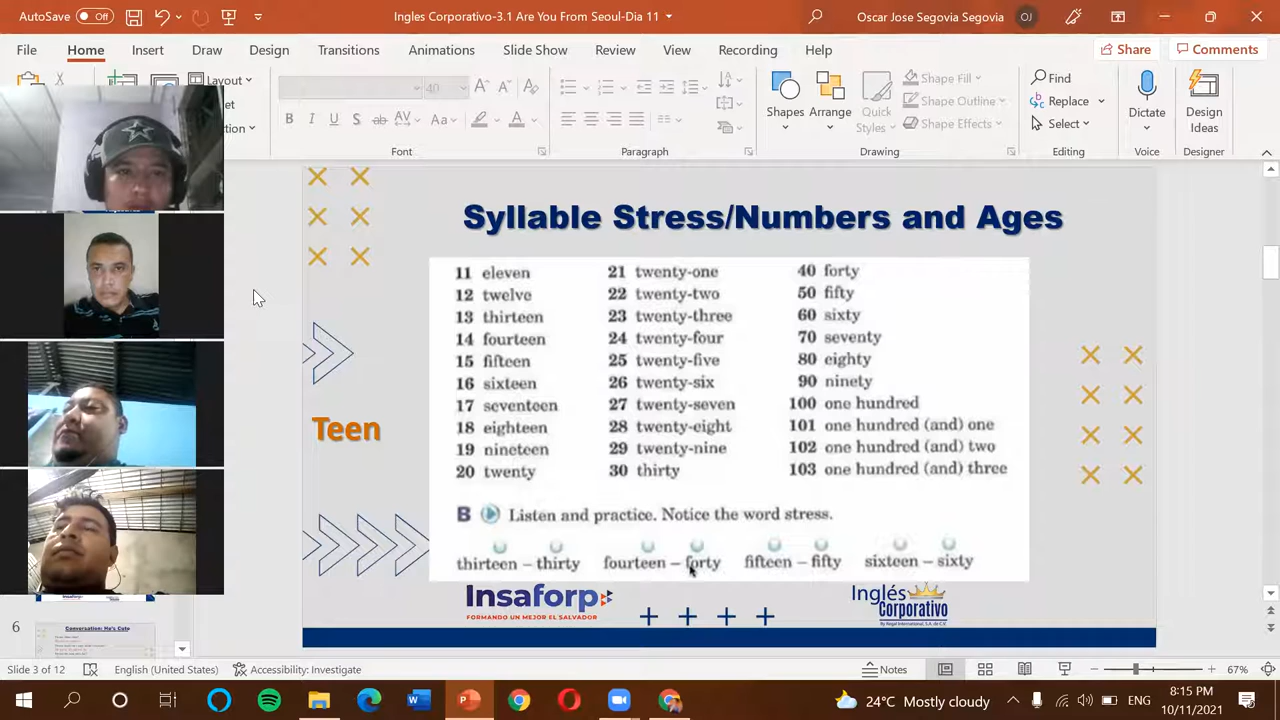 AutoSave Off
Ingles Corporativo-3.1 Are You From Seoul-Dia 11
Oscar Jose Segovia Segovia OJ
File Home Insert Draw Design Transitions Animations Slide Show Review View Recording Help Share Comments
Layout
Shapes Arrange Quick Styles
Shape Fill
Shape Outline
Shape Effects
Find
Replace
Select
Dictate
Design Ideas
Font Paragraph Drawing Editing Voice Designer
Syllable Stress/Numbers and Ages
11 eleven 21 twenty-one 40 forty
12 twelve 22 twenty-two 50 fifty
13 thirteen 23 twenty-three 60 sixty
14 fourteen 24 twenty-four 70 seventy
15 fifteen 25 twenty-five 80 eighty
16 sixteen 26 twenty-six 90 ninety
17 seventeen 27 twenty-seven 100 one hundred
18 eighteen 28 twenty-eight 101 one hundred (and) one
19 nineteen 29 twenty-nine 102 one hundred (and) two
20 twenty 30 thirty 103 one hundred (and) three
Teen
B Listen and practice. Notice the word stress.
thirteen – thirty fourteen – forty fifteen – fifty sixteen – sixty
Insaforp
FORMANDO UN MEJOR EL SALVADOR
Inglés
Corporativo
By Regal International, S.A. de C.V.
6
Conversation: He's Cute
Slide 3 of 12 English (United States) Accessibility: Investigate Notes 67%
24°C Mostly cloudy ENG 8:15 PM
10/11/2021